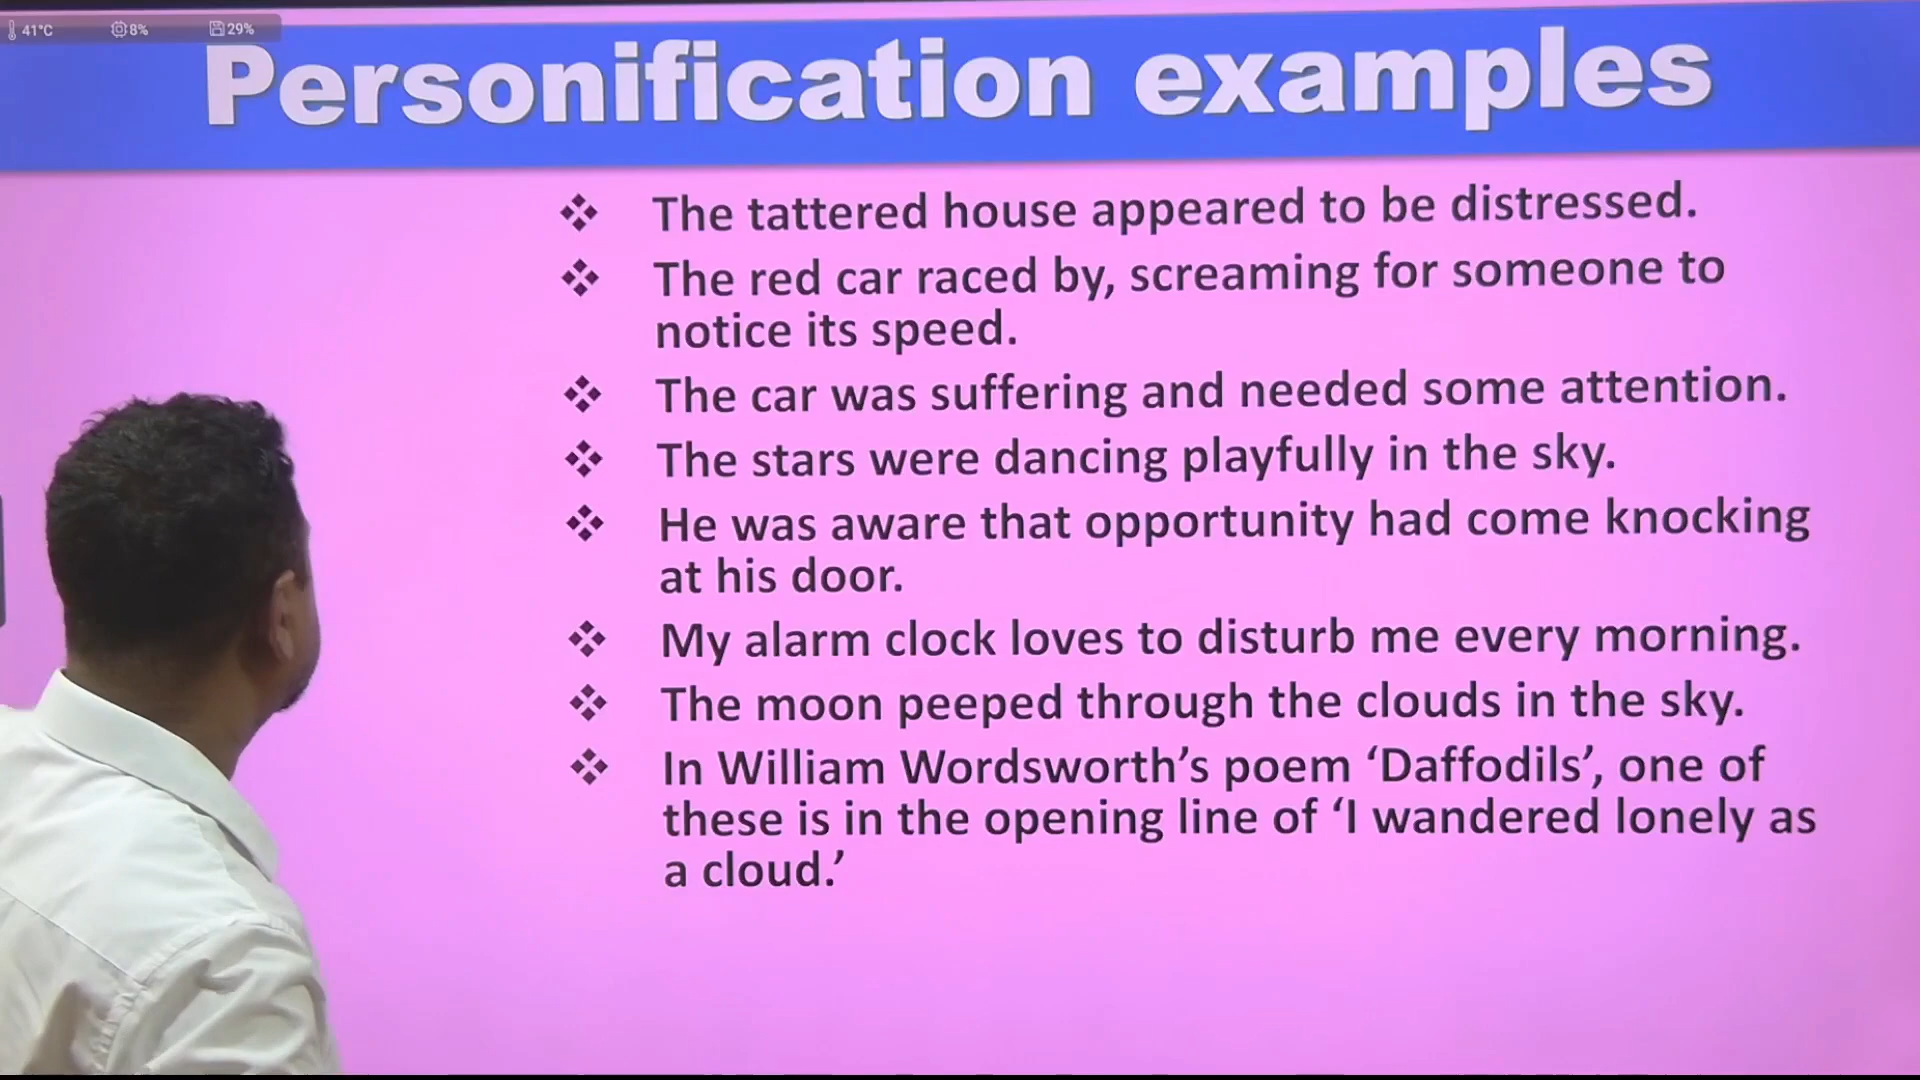 41°C 8% 29%
Personification examples
❖ The tattered house appeared to be distressed.
❖ The red car raced by, screaming for someone to
notice its speed.
❖ The car was suffering and needed some attention.
❖ The stars were dancing playfully in the sky.
❖ He was aware that opportunity had come knocking
at his door.
❖ My alarm clock loves to disturb me every morning.
❖ The moon peeped through the clouds in the sky.
❖ In William Wordsworth’s poem ‘Daffodils’, one of
these is in the opening line of ‘I wandered lonely as
a cloud.’